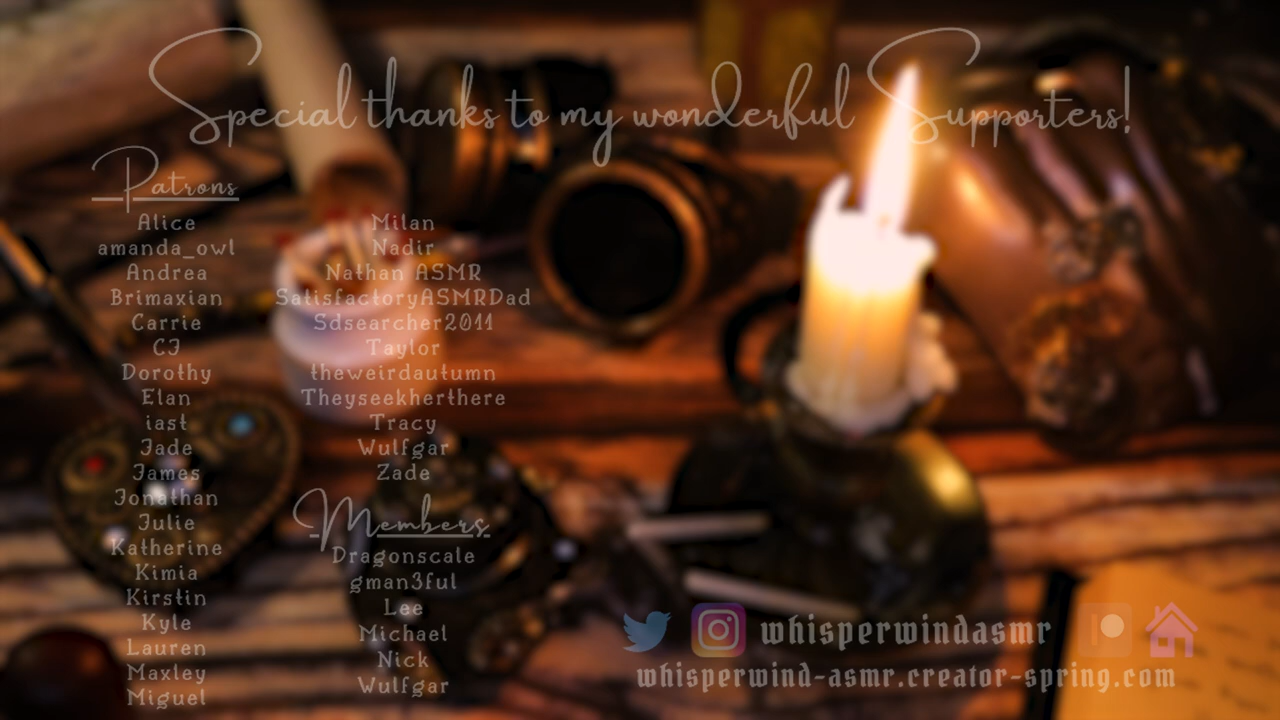 Special thanks to my wonderful Supporters!
Patrons
Alice
amanda_owl
Andrea
Brimaxian
Carrie
CJ
Dorothy
Elan
iast
Jade
James
Jonathan
Julie
Katherine
Kimia
Kirstin
Kyle
Lauren
Maxley
Miguel
Milan
Nadir
Nathan ASMR
SatisfactoryASMRDad
Sdsearcher2011
Taylor
theweirdautumn
Theyseekherthere
Tracy
Wulfgar
Zade
Members
Dragonscale
gman3ful
Lee
Michael
Nick
Wulfgar
whisperwindasmr
whisperwind-asmr.creator-spring.com